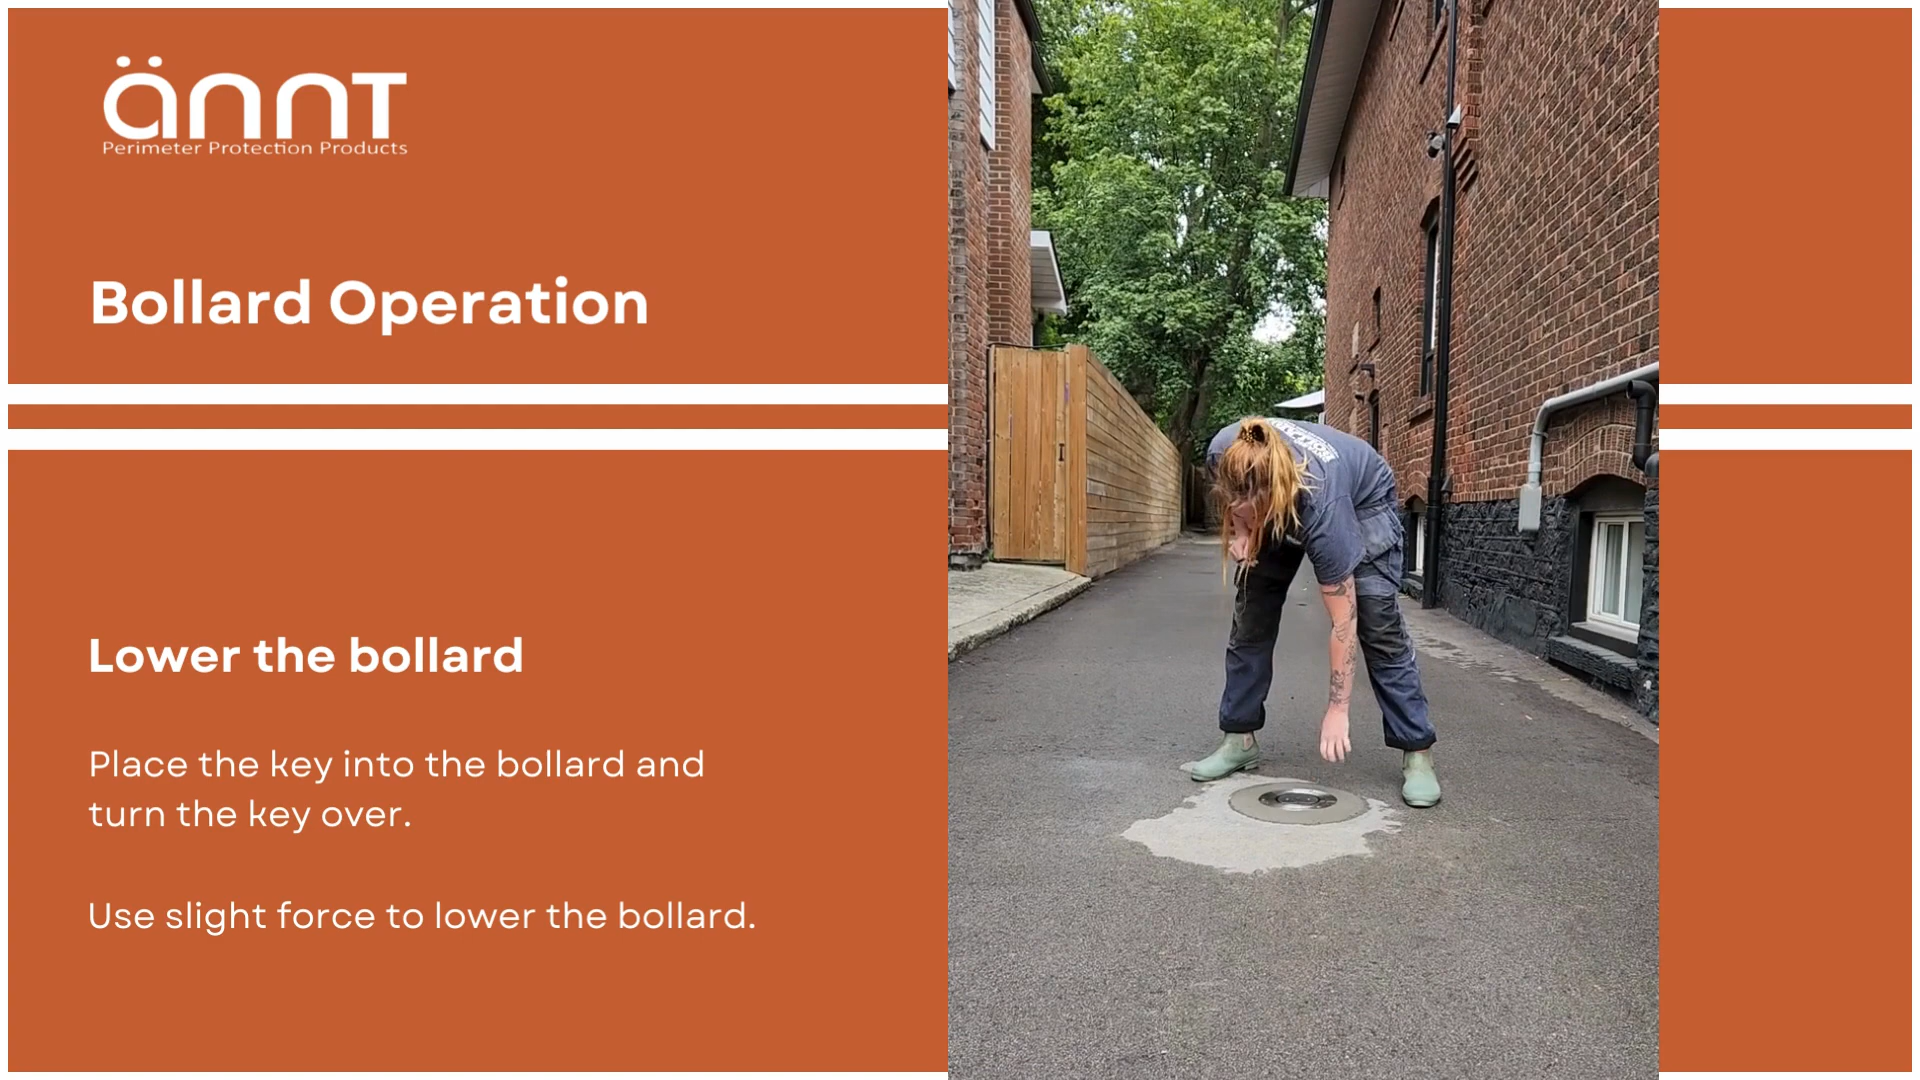 ännT
Perimeter Protection Products
Bollard Operation
Lower the bollard
Place the key into the bollard and
turn the key over.
Use slight force to lower the bollard.